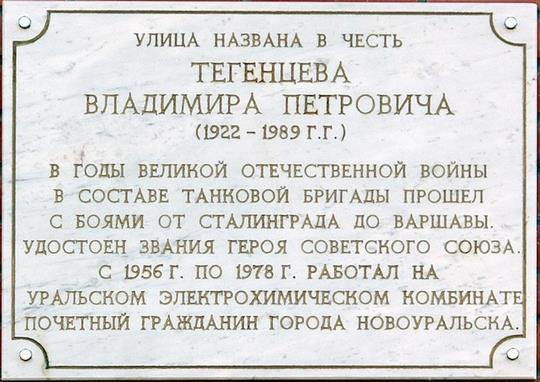 УЛИЦА НАЗВАНА В ЧЕСТЬ
ТЕГЕНЦЕВА
ВЛАДИМИРА ПЕТРОВИЧА
(1922 - 1989 Г.Г.)
В ГОДЫ ВЕЛИКОЙ ОТЕЧЕСТВЕННОЙ ВОЙНЫ
В СОСТАВЕ ТАНКОВОЙ БРИГАДЫ ПРОШЕЛ
С БОЯМИ ОТ СТАЛИНГРАДА ДО ВАРШАВЫ.
УДОСТОЕН ЗВАНИЯ ГЕРОЯ СОВЕТСКОГО СОЮЗА.
С 1956 Г. ПО 1978 Г. РАБОТАЛ НА
УРАЛЬСКОМ ЭЛЕКТРОХИМИЧЕСКОМ КОМБИНАТЕ
ПОЧЕТНЫЙ ГРАЖДАНИН ГОРОДА НОВОУРАЛЬСКА.